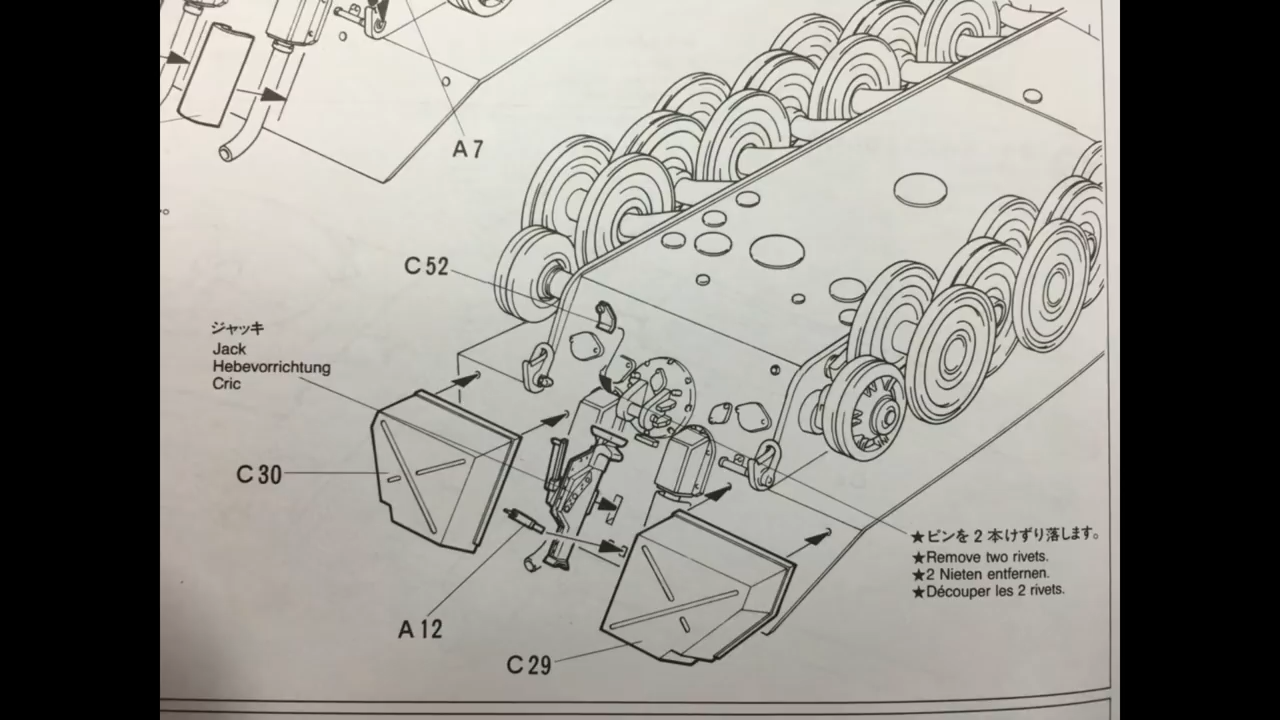 A7
C52
ジャッキ
Jack
Hebevorrichtung
Cric
C30
★ピンを2本けずり落します。
★Remove two rivets.
★2 Nieten entfernen.
★Découper les 2 rivets.
A12
C29